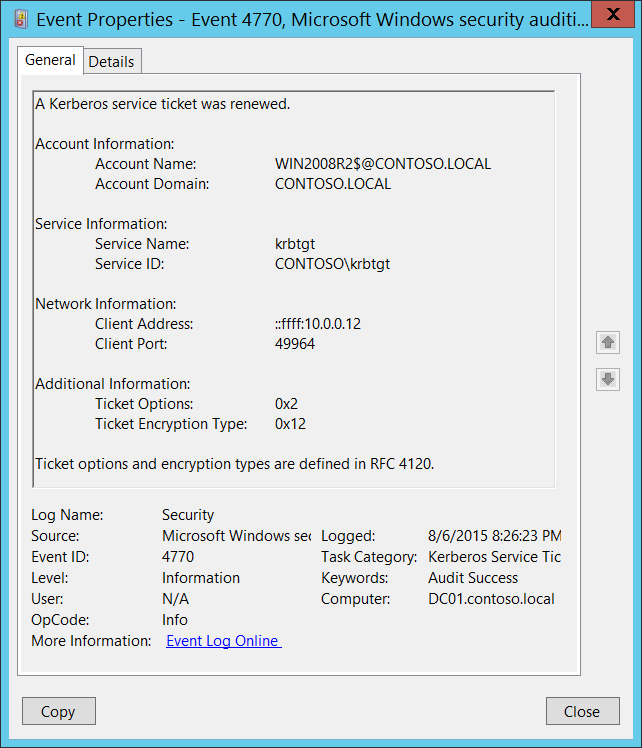 Event Properties - Event 4770, Microsoft Windows security auditi...
X
General
Details
A Kerberos service ticket was renewed.
Account Information:
Account Name: WIN2008R2$@CONTOSO.LOCAL
Account Domain: CONTOSO.LOCAL
Service Information:
Service Name: krbtgt
Service ID: CONTOSO\krbtgt
Network Information:
Client Address: ::ffff:10.0.0.12
Client Port: 49964
Additional Information:
Ticket Options: 0x2
Ticket Encryption Type: 0x12
Ticket options and encryption types are defined in RFC 4120.
Log Name: Security
Source: Microsoft Windows sec Logged: 8/6/2015 8:26:23 PM
Event ID: 4770 Task Category: Kerberos Service Tic
Level: Information Keywords: Audit Success
User: N/A Computer: DC01.contoso.local
OpCode: Info
More Information: Event Log Online
Copy
Close